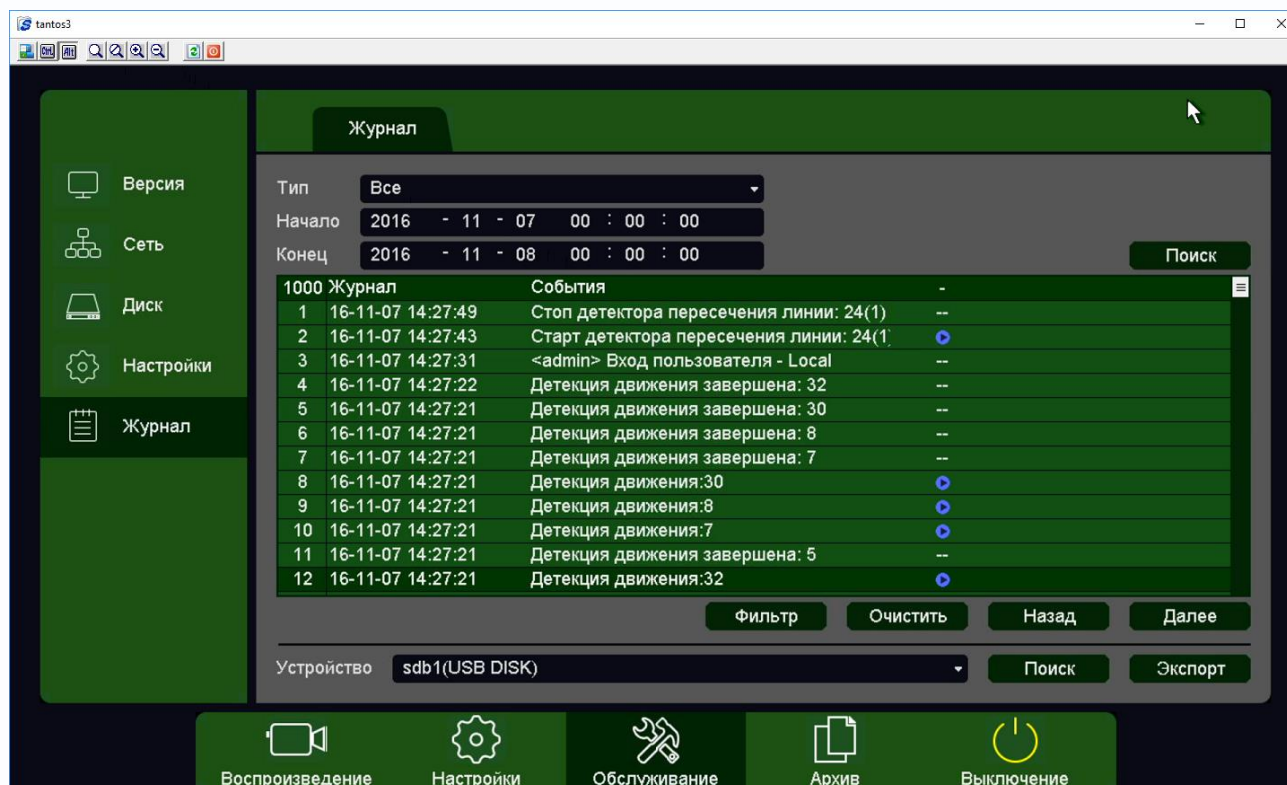 tantos3
Ctrl Alt
Журнал
Версия
Сеть
Диск
Настройки
Журнал
Тип Все
Начало 2016 - 11 - 07 00 : 00 : 00
Конец 2016 - 11 - 08 00 : 00 : 00
Поиск
1000 Журнал События -
1 16-11-07 14:27:49 Стоп детектора пересечения линии: 24(1) --
2 16-11-07 14:27:43 Старт детектора пересечения линии: 24(1
3 16-11-07 14:27:31 <admin> Вход пользователя - Local --
4 16-11-07 14:27:22 Детекция движения завершена: 32 --
5 16-11-07 14:27:21 Детекция движения завершена: 30 --
6 16-11-07 14:27:21 Детекция движения завершена: 8 --
7 16-11-07 14:27:21 Детекция движения завершена: 7 --
8 16-11-07 14:27:21 Детекция движения:30
9 16-11-07 14:27:21 Детекция движения:8
10 16-11-07 14:27:21 Детекция движения:7
11 16-11-07 14:27:21 Детекция движения завершена: 5 --
12 16-11-07 14:27:21 Детекция движения:32
Фильтр Очистить Назад Далее
Устройство sdb1(USB DISK) Поиск Экспорт
Воспроизведение Настройки Обслуживание Архив Выключение